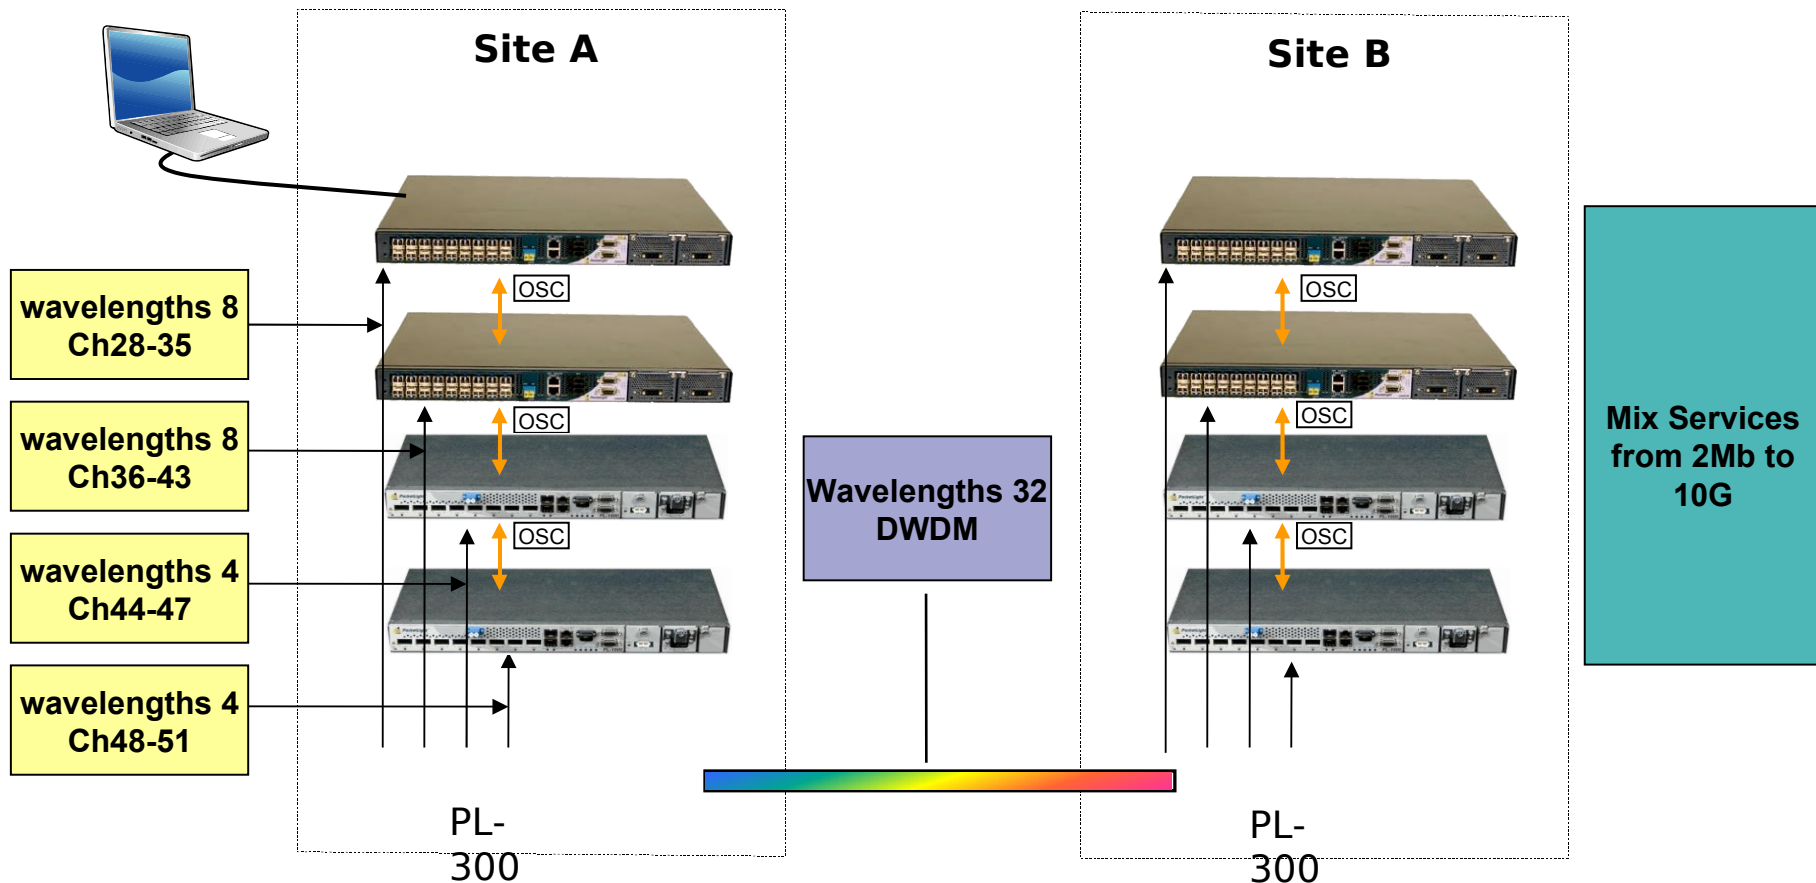 Site A
Site B
OSC
OSC
wavelengths 8
Ch28-35
OSC
OSC
wavelengths 8
Ch36-43
Mix Services
from 2Mb to
10G
Wavelengths 32
DWDM
OSC
OSC
wavelengths 4
Ch44-47
wavelengths 4
Ch48-51
PL-
300
PL-
300